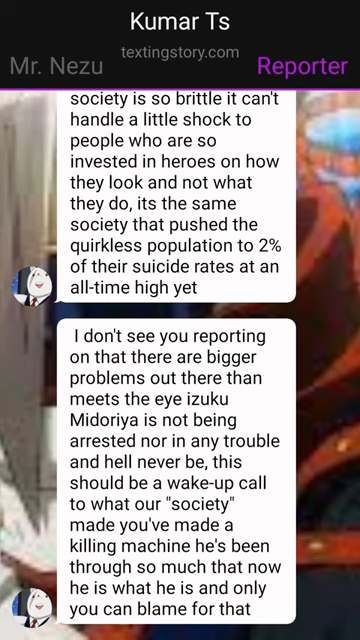 Kumar Ts
textingstory.com
Mr. Nezu
Reporter
society is so brittle it can't
handle a little shock to
people who are so
invested in heroes on how
they look and not what
they do, its the same
society that pushed the
quirkless population to 2%
of their suicide rates at an
all-time high yet
I don't see you reporting
on that there are bigger
problems out there than
meets the eye izuku
Midoriya is not being
arrested nor in any trouble
and hell never be, this
should be a wake-up call
to what our "society"
made you've made a
killing machine he's been
through so much that now
he is what he is and only
you can blame for that